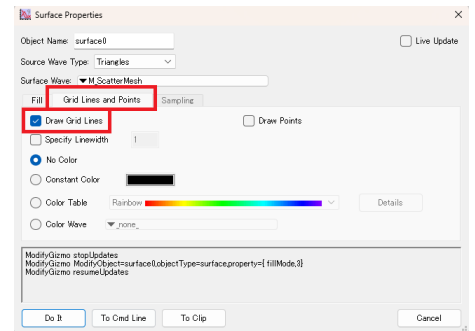 Surface Properties
Object Name: surface0
Live Update
Source Wave Type: Triangles
Surface Wave: M_ScatterMesh
Fill Grid Lines and Points Sampling
Draw Grid Lines Draw Points
Specify Linewidth 1
No Color
Constant Color
Color Table Rainbow Details
Color Wave _none_
ModifyGizmo stopUpdates
ModifyGizmo ModifyObject=surface0,objectType=surface,property={ fillMode,3}
ModifyGizmo resumeUpdates
Do It To Cmd Line To Clip Cancel